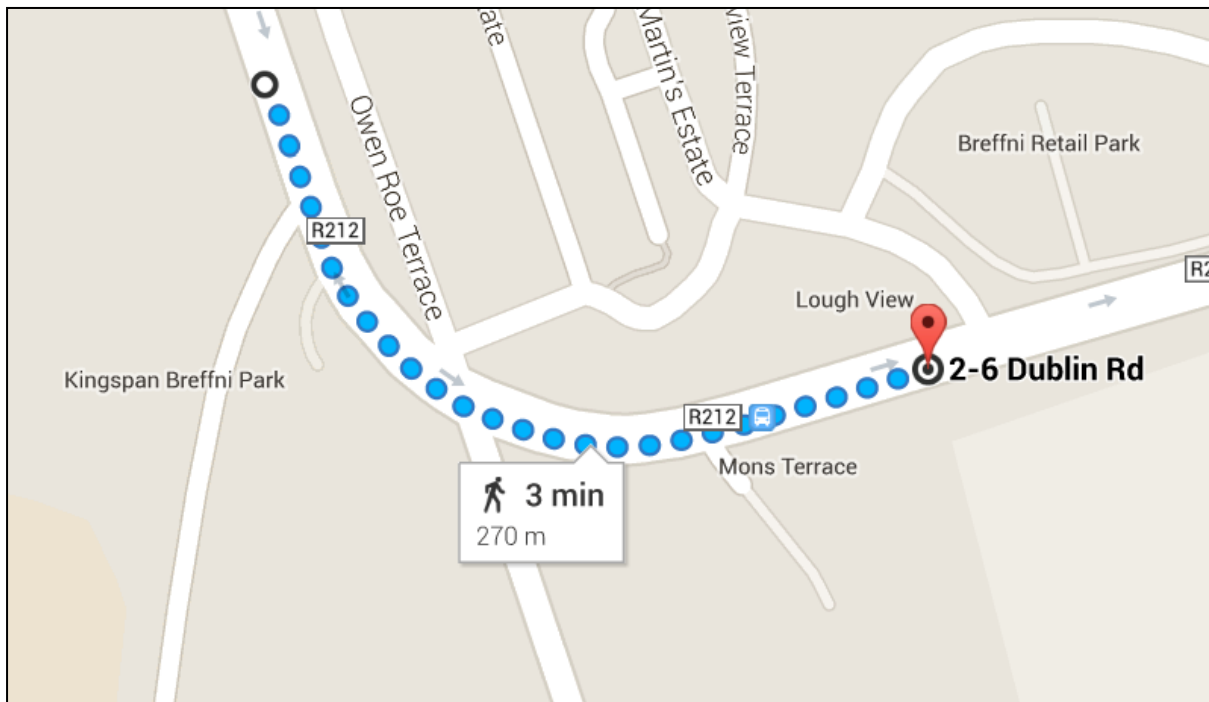 tate
Martin's Estate
view Terrace
Owen Roe Terrace
Breffni Retail Park
R212
Lough View
R2
Kingspan Breffni Park
2-6 Dublin Rd
R212
Mons Terrace
3 min
270 m